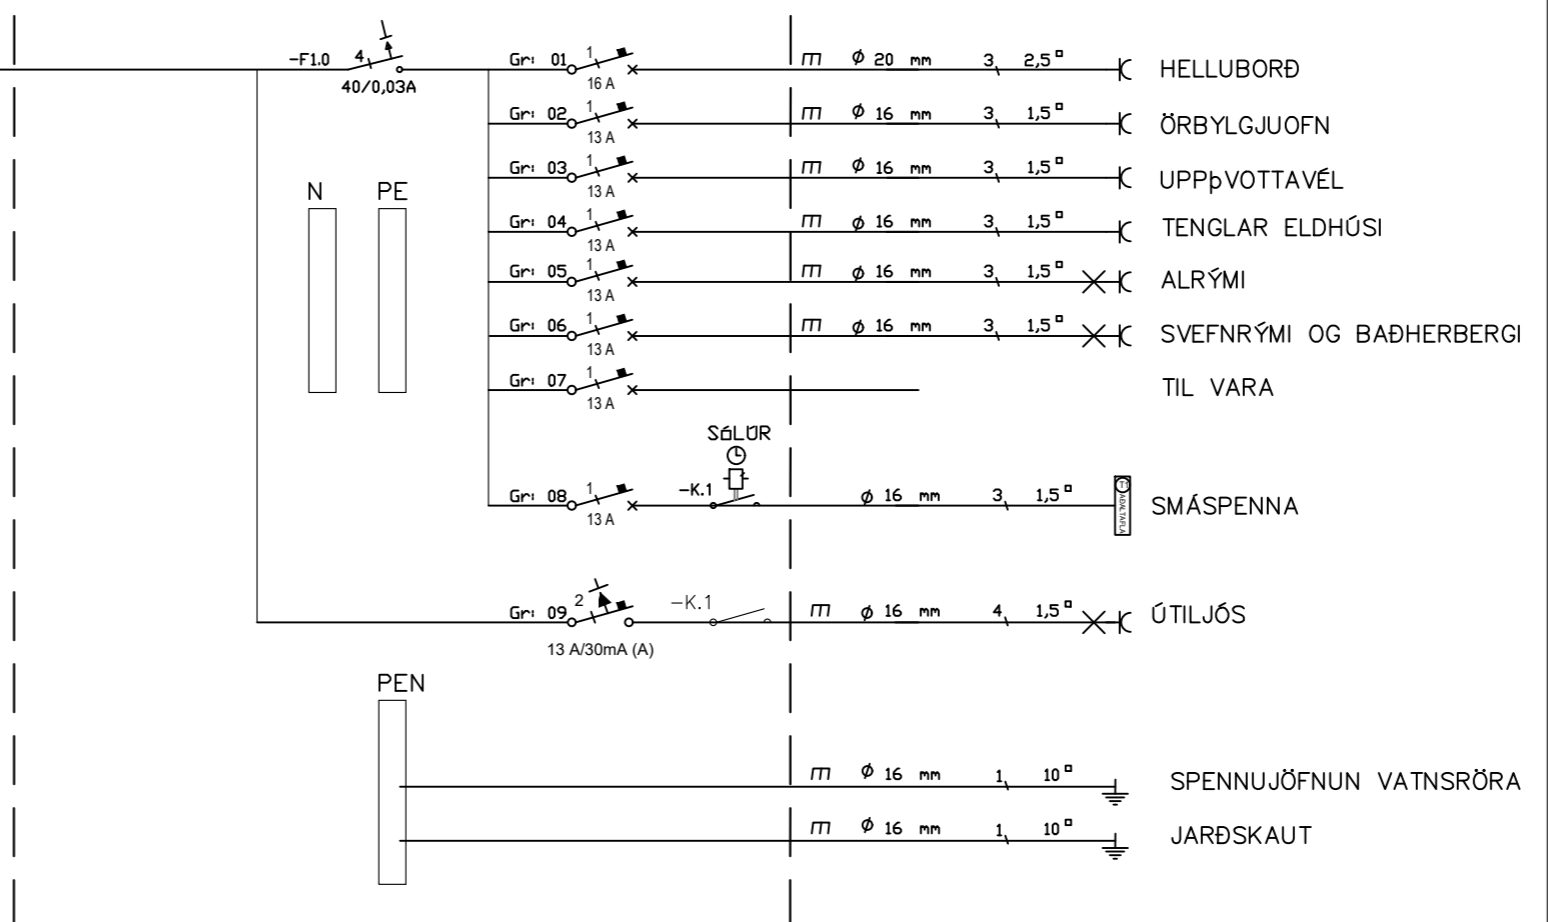 -F1.0 4 40/0,03A
Gr: 01 1 16 A m ϕ 20 mm 3 2,5 HELLUBORÐ
Gr: 02 1 13 A m ϕ 16 mm 3 1,5 ÖRBYLGJUOFN
Gr: 03 1 13 A m ϕ 16 mm 3 1,5 UPPÞVOTTAVÉL
N PE
Gr: 04 1 13 A m ϕ 16 mm 3 1,5 TENGLAR ELDHÚSI
Gr: 05 1 13 A m ϕ 16 mm 3 1,5 ALRÝMI
Gr: 06 1 13 A m ϕ 16 mm 3 1,5 SVEFNRÝMI OG BAÐHERBERGI
Gr: 07 1 13 A TIL VARA
SóLÚR
Gr: 08 1 13 A -K.1 ϕ 16 mm 3 1,5 T1 AÐALTAFLA SMÁSPENNA
Gr: 09 2 13 A/30mA (A) -K.1 m ϕ 16 mm 4 1,5 ÚTILJÓS
PEN
m ϕ 16 mm 1 10 SPENNUJÖFNUN VATNSRÖRA
m ϕ 16 mm 1 10 JARÐSKAUT